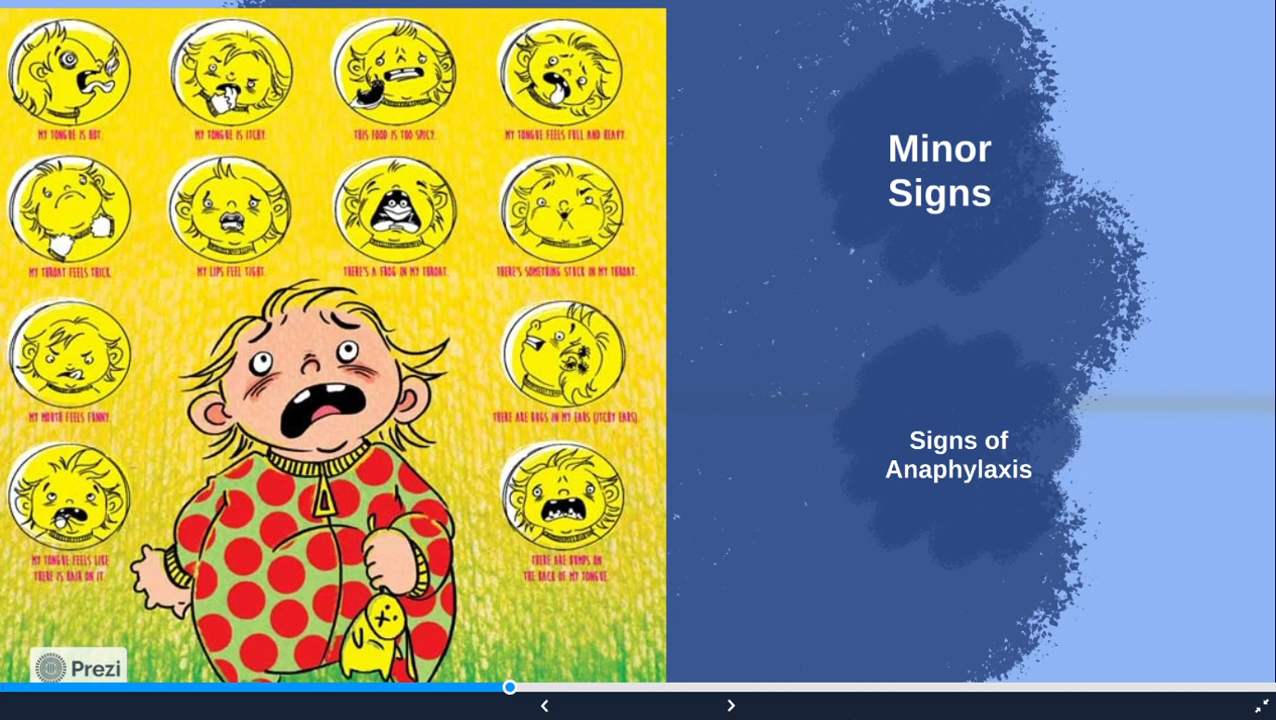 MY TONGUE IS HOT.
MY TONGUE IS ITCHY.
THIS FOOD IS TOO SPICY.
MY TONGUE FEELS FULL AND HEAVY.
MY THROAT FEELS THICK.
MY LIPS FEEL TIGHT.
THERE'S A FROG IN MY THROAT.
THERE'S SOMETHING STUCK IN MY THROAT.
MY MOUTH FEELS FUNNY.
THERE ARE BUGS IN MY EARS (ITCHY EARS).
MY TONGUE FEELS LIKE
THERE IS HAIR ON IT.
THERE ARE BUMPS ON
THE BACK OF MY TONGUE.
Minor
Signs
Signs of
Anaphylaxis
Prezi